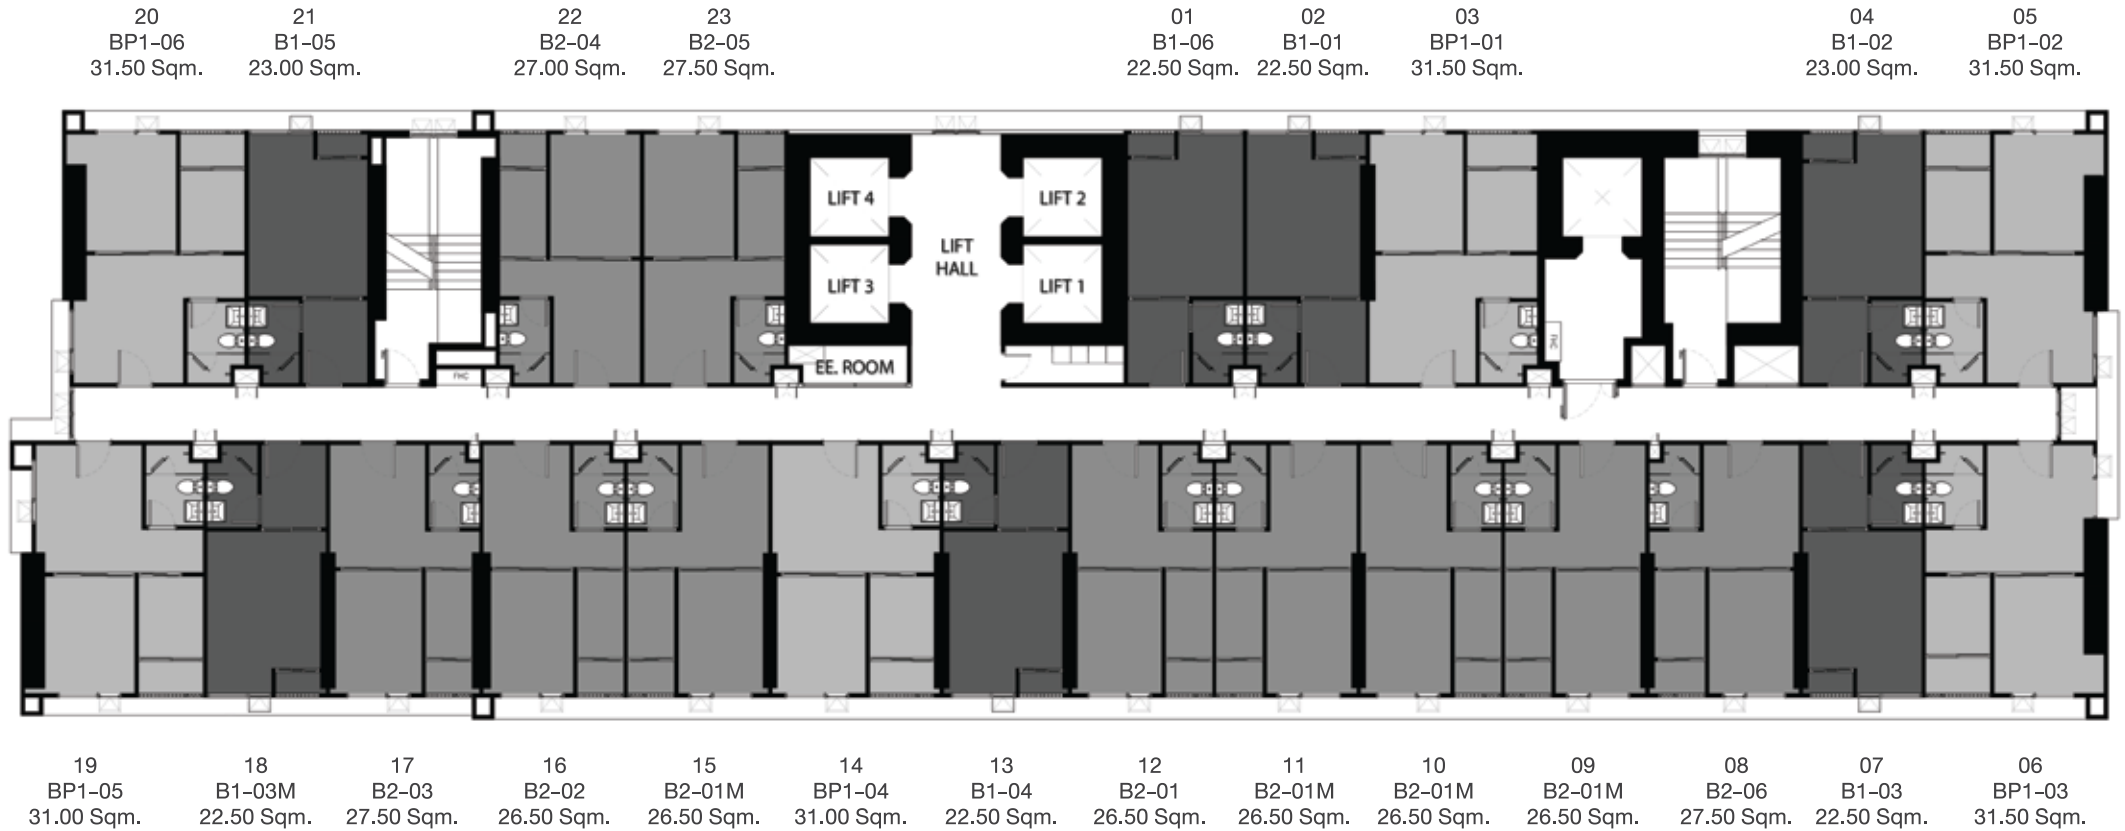 20
BP1-06
31.50 Sqm.
21
B1-05
23.00 Sqm.
22
B2-04
27.00 Sqm.
23
B2-05
27.50 Sqm.
01
B1-06
22.50 Sqm.
02
B1-01
22.50 Sqm.
03
BP1-01
31.50 Sqm.
04
B1-02
23.00 Sqm.
05
BP1-02
31.50 Sqm.
LIFT 4
LIFT 2
LIFT
HALL
LIFT 3
LIFT 1
EE. ROOM
FHC
FHC
19
BP1-05
31.00 Sqm.
18
B1-03M
22.50 Sqm.
17
B2-03
27.50 Sqm.
16
B2-02
26.50 Sqm.
15
B2-01M
26.50 Sqm.
14
BP1-04
31.00 Sqm.
13
B1-04
22.50 Sqm.
12
B2-01
26.50 Sqm.
11
B2-01M
26.50 Sqm.
10
B2-01M
26.50 Sqm.
09
B2-01M
26.50 Sqm.
08
B2-06
27.50 Sqm.
07
B1-03
22.50 Sqm.
06
BP1-03
31.50 Sqm.